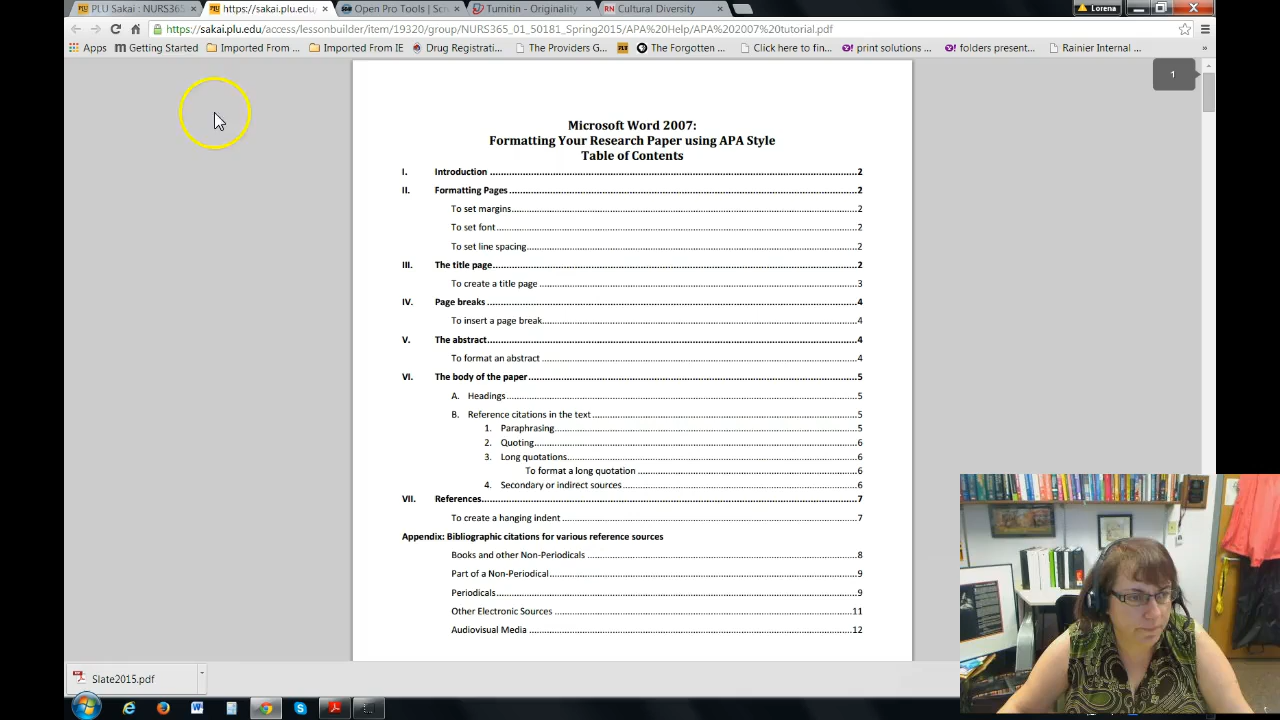 PLU Sakai : NURS365
https://sakai.plu.edu/
Open Pro Tools | Scr
Turnitin - Originality
Cultural Diversity
Lorena
https://sakai.plu.edu/access/lessonbuilder/item/19320/group/NURS365_01_50181_Spring2015/APA%20Help/APA%202007%20tutorial.pdf
Apps
Getting Started
Imported From ...
Imported From IE
Drug Registrati...
The Providers G...
The Forgotten ...
Click here to fin...
print solutions ...
folders present...
Rainier Internal ...
»
1
Microsoft Word 2007:
Formatting Your Research Paper using APA Style
Table of Contents
I. Introduction ... 2
II. Formatting Pages ... 2
To set margins ... 2
To set font ... 2
To set line spacing ... 2
III. The title page ... 2
To create a title page ... 3
IV. Page breaks ... 4
To insert a page break ... 4
V. The abstract ... 4
To format an abstract ... 4
VI. The body of the paper ... 5
A. Headings ... 5
B. Reference citations in the text ... 5
1. Paraphrasing ... 5
2. Quoting ... 6
3. Long quotations ... 6
To format a long quotation ... 6
4. Secondary or indirect sources ... 6
VII. References ... 7
To create a hanging indent ... 7
Appendix: Bibliographic citations for various reference sources
Books and other Non-Periodicals ... 8
Part of a Non-Periodical ... 9
Periodicals ... 9
Other Electronic Sources ... 11
Audiovisual Media ... 12
Slate2015.pdf